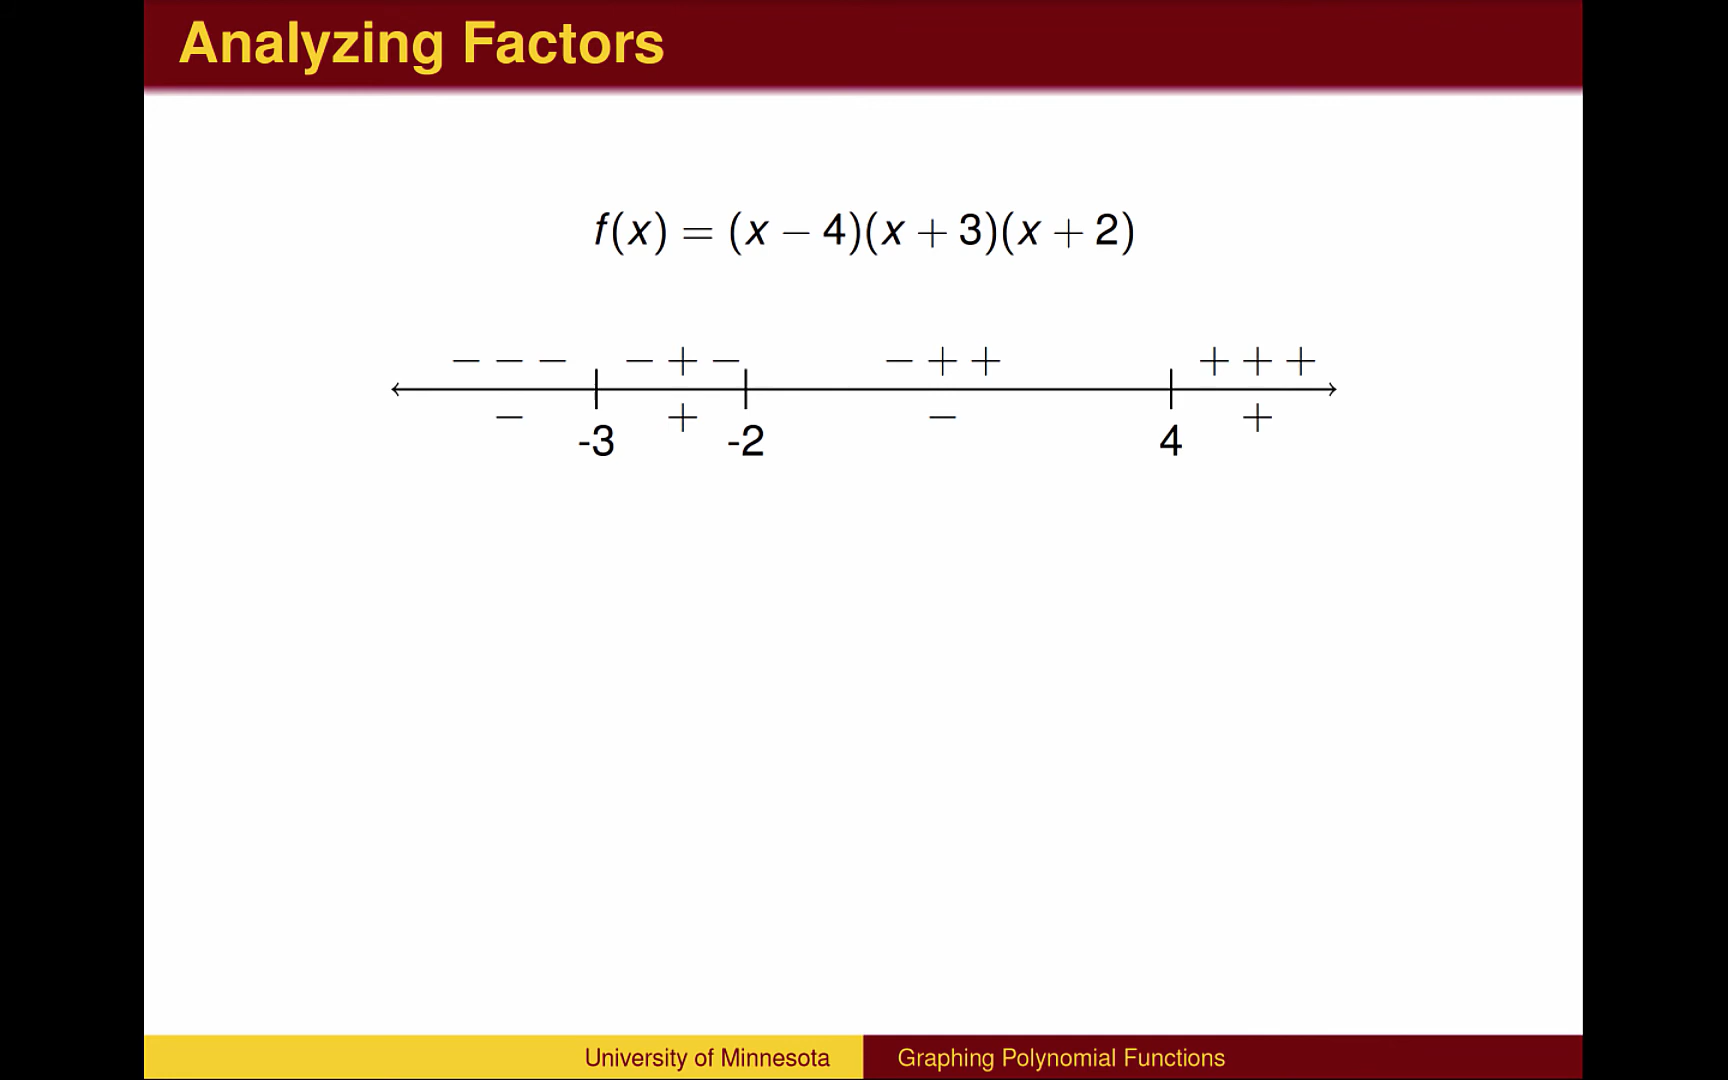 Analyzing Factors
f(x) = (x − 4)(x + 3)(x + 2)
− − − − + − − + + + + +
− + − +
-3 -2 4
University of Minnesota Graphing Polynomial Functions